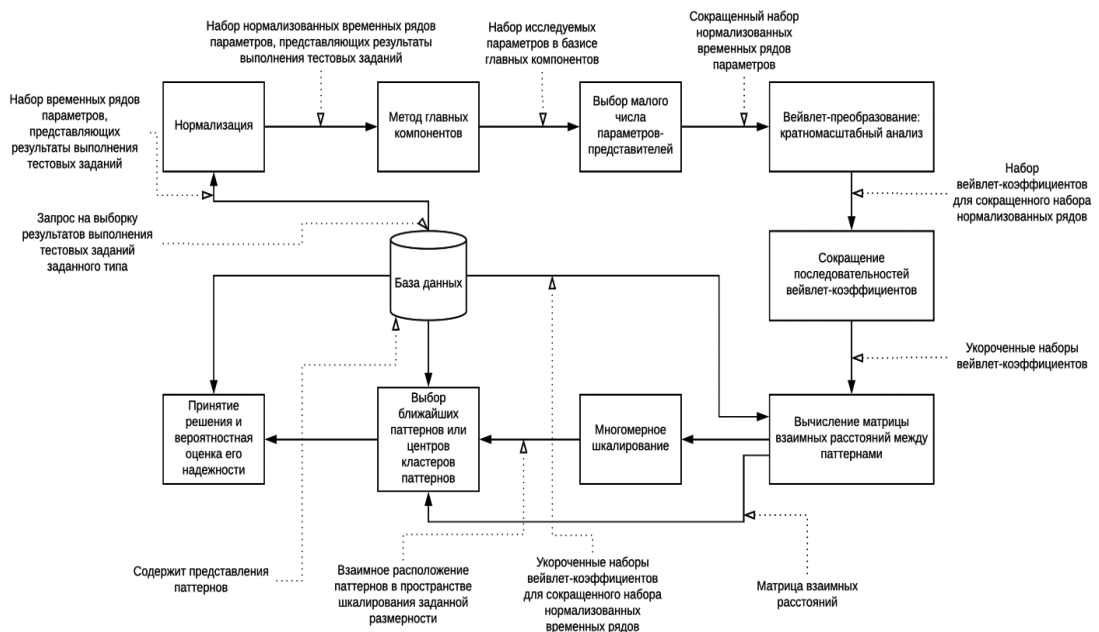 Набор нормализованных временных рядов
параметров, представляющих результаты
выполнения тестовых заданий
Набор исследуемых
параметров в базисе
главных компонентов
Сокращенный набор
нормализованных
временных рядов
параметров
Набор временных рядов
параметров,
представляющих
результаты выполнения
тестовых заданий
Нормализация
Метод главных
компонентов
Выбор малого
числа
параметров-
представителей
Вейвлет-преобразование:
кратномасштабный анализ
Набор
вейвлет-коэффициентов
для сокращенного набора
нормализованных рядов
Запрос на выборку
результатов выполнения
тестовых заданий
заданного типа
База данных
Сокращение
последовательностей
вейвлет-коэффициентов
Укороченные наборы
вейвлет-коэффициентов
Принятие
решения и
вероятностная
оценка его
надежности
Выбор
ближайших
паттернов или
центров
кластеров
паттернов
Многомерное
шкалирование
Вычисление матрицы
взаимных расстояний между
паттернами
Содержит представления
паттернов
Взаимное расположение
паттернов в пространстве
шкалирования заданной
размерности
Укороченные наборы
вейвлет-коэффициентов
для сокращенного набора
нормализованных
временных рядов
Матрица взаимных
расстояний